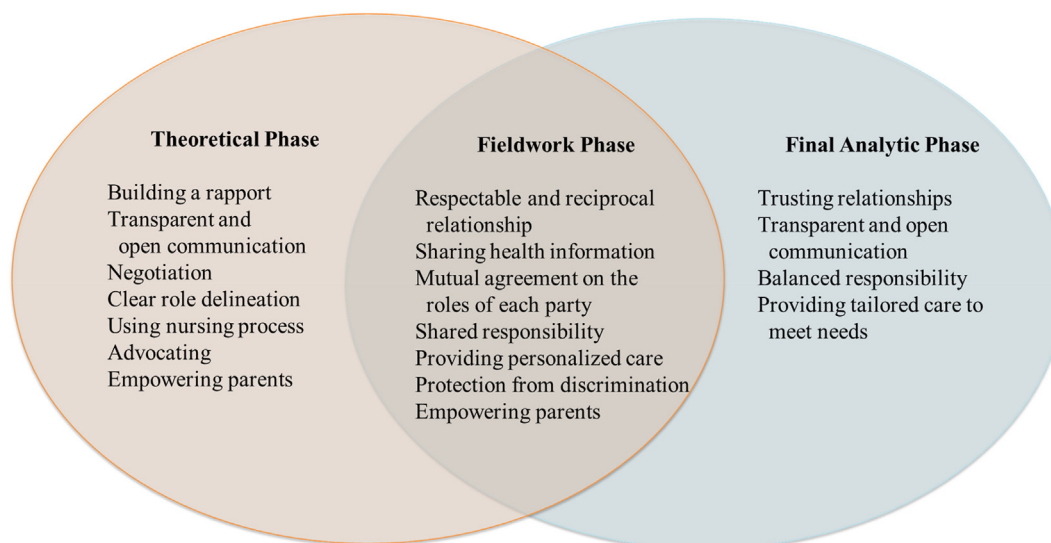 Theoretical Phase
Building a rapport
Transparent and
open communication
Negotiation
Clear role delineation
Using nursing process
Advocating
Empowering parents
Fieldwork Phase
Respectable and reciprocal
relationship
Sharing health information
Mutual agreement on the
roles of each party
Shared responsibility
Providing personalized care
Protection from discrimination
Empowering parents
Final Analytic Phase
Trusting relationships
Transparent and open
communication
Balanced responsibility
Providing tailored care to
meet needs